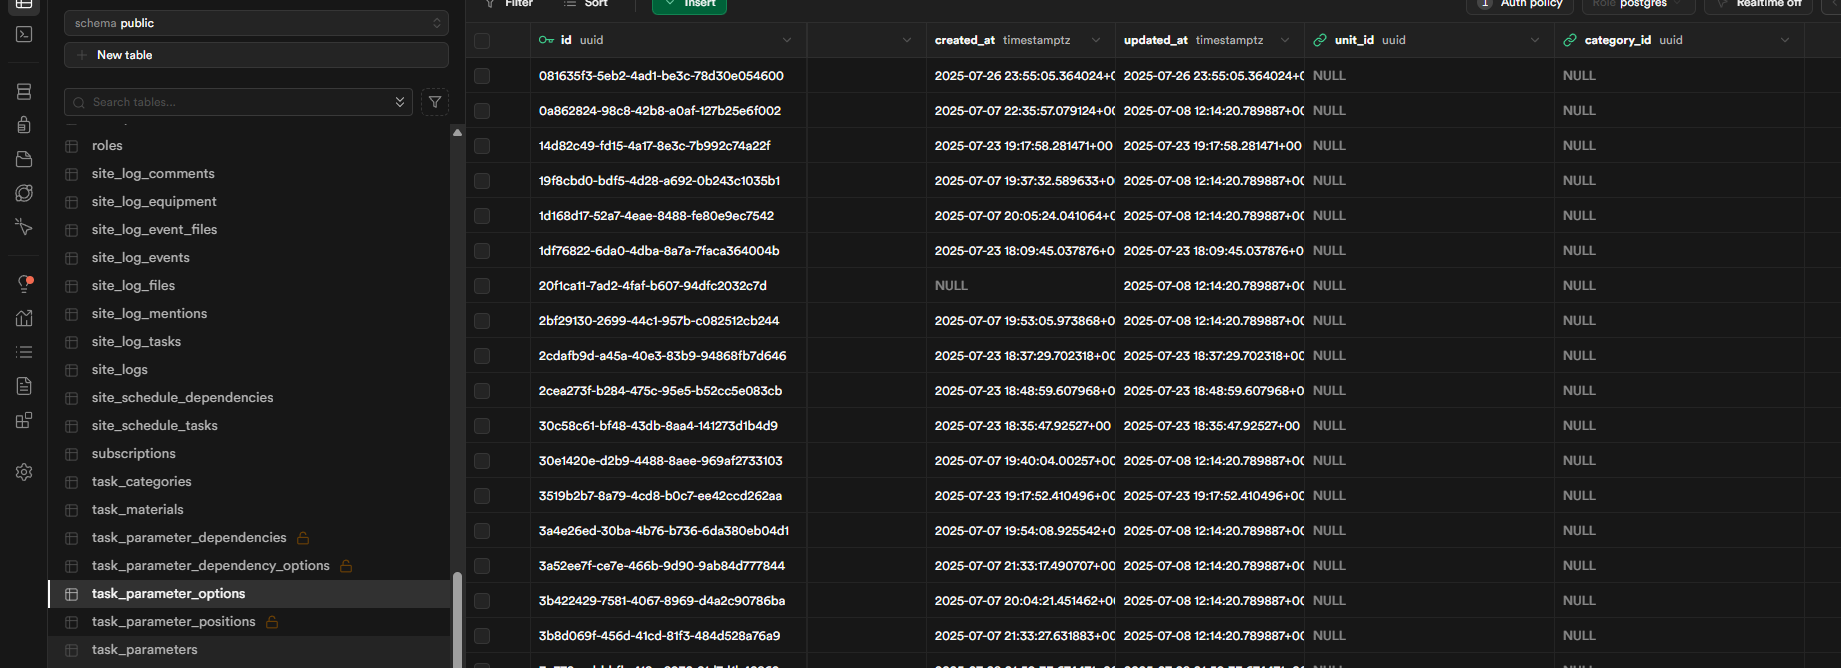 Filter Sort Insert 1 Auth policy Role postgres Realtime off
schema public
New table
Search tables...
roles
site_log_comments
site_log_equipment
site_log_event_files
site_log_events
site_log_files
site_log_mentions
site_log_tasks
site_logs
site_schedule_dependencies
site_schedule_tasks
subscriptions
task_categories
task_materials
task_parameter_dependencies
task_parameter_dependency_options
task_parameter_options
task_parameter_positions
task_parameters
id uuid created_at timestamptz updated_at timestamptz unit_id uuid category_id uuid
081635f3-5eb2-4ad1-be3c-78d30e054600 2025-07-26 23:55:05.364024+0 2025-07-26 23:55:05.364024+0 NULL NULL
0a862824-98c8-42b8-a0af-127b25e6f002 2025-07-07 22:35:57.079124+00 2025-07-08 12:14:20.789887+00 NULL NULL
14d82c49-fd15-4a17-8e3c-7b992c74a22f 2025-07-23 19:17:58.281471+00 2025-07-23 19:17:58.281471+00 NULL NULL
19f8cbd0-bdf5-4d28-a692-0b243c1035b1 2025-07-07 19:37:32.589633+0 2025-07-08 12:14:20.789887+00 NULL NULL
1d168d17-52a7-4eae-8488-fe80e9ec7542 2025-07-07 20:05:24.041064+0 2025-07-08 12:14:20.789887+00 NULL NULL
1df76822-6da0-4dba-8a7a-7faca364004b 2025-07-23 18:09:45.037876+0 2025-07-23 18:09:45.037876+0 NULL NULL
20f1ca11-7ad2-4faf-b607-94dfc2032c7d NULL 2025-07-08 12:14:20.789887+00 NULL NULL
2bf29130-2699-44c1-957b-c082512cb244 2025-07-07 19:53:05.973868+0 2025-07-08 12:14:20.789887+00 NULL NULL
2cdafb9d-a45a-40e3-83b9-94868fb7d646 2025-07-23 18:37:29.702318+00 2025-07-23 18:37:29.702318+00 NULL NULL
2cea273f-b284-475c-95e5-b52cc5e083cb 2025-07-23 18:48:59.607968+0 2025-07-23 18:48:59.607968+0 NULL NULL
30c58c61-bf48-43db-8aa4-141273d1b4d9 2025-07-23 18:35:47.92527+00 2025-07-23 18:35:47.92527+00 NULL NULL
30e1420e-d2b9-4488-8aee-969af2733103 2025-07-07 19:40:04.00257+00 2025-07-08 12:14:20.789887+00 NULL NULL
3519b2b7-8a79-4cd8-b0c7-ee42ccd262aa 2025-07-23 19:17:52.410496+00 2025-07-23 19:17:52.410496+00 NULL NULL
3a4e26ed-30ba-4b76-b736-6da380eb04d1 2025-07-07 19:54:08.925542+0 2025-07-08 12:14:20.789887+00 NULL NULL
3a52ee7f-ce7e-466b-9d90-9ab84d777844 2025-07-07 21:33:17.490707+00 2025-07-08 12:14:20.789887+00 NULL NULL
3b422429-7581-4067-8969-d4a2c90786ba 2025-07-07 20:04:21.451462+0 2025-07-08 12:14:20.789887+00 NULL NULL
3b8d069f-456d-41cd-81f3-484d528a76a9 2025-07-07 21:33:27.631883+00 2025-07-08 12:14:20.789887+00 NULL NULL